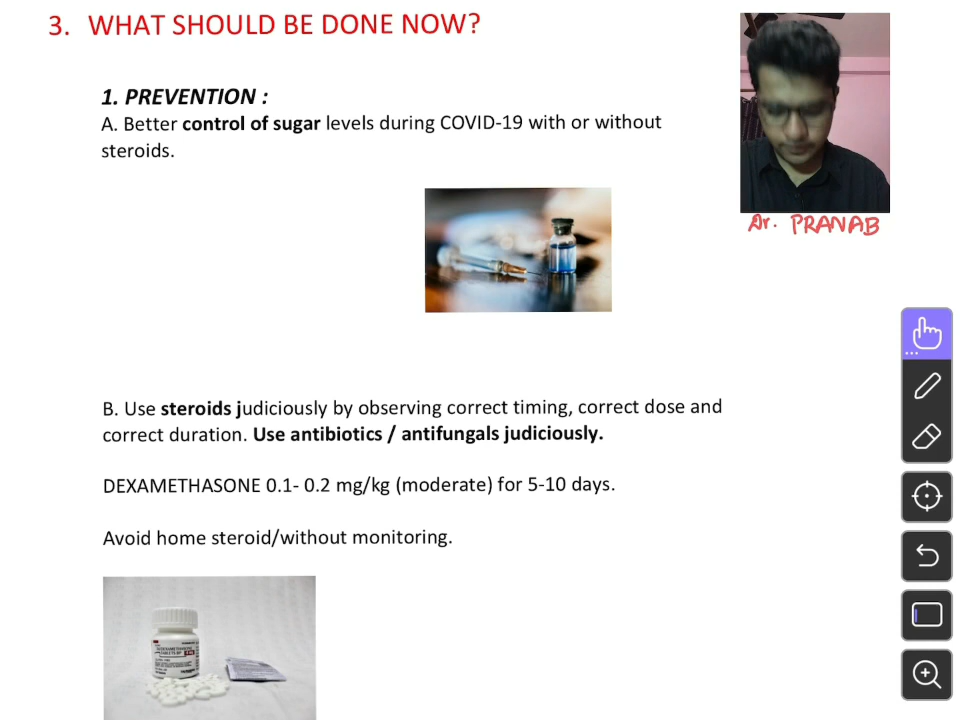 3. WHAT SHOULD BE DONE NOW?
1. PREVENTION :
A. Better control of sugar levels during COVID-19 with or without
steroids.
Dr. PRANAB
B. Use steroids judiciously by observing correct timing, correct dose and
correct duration. Use antibiotics / antifungals judiciously.
DEXAMETHASONE 0.1- 0.2 mg/kg (moderate) for 5-10 days.
Avoid home steroid/without monitoring.